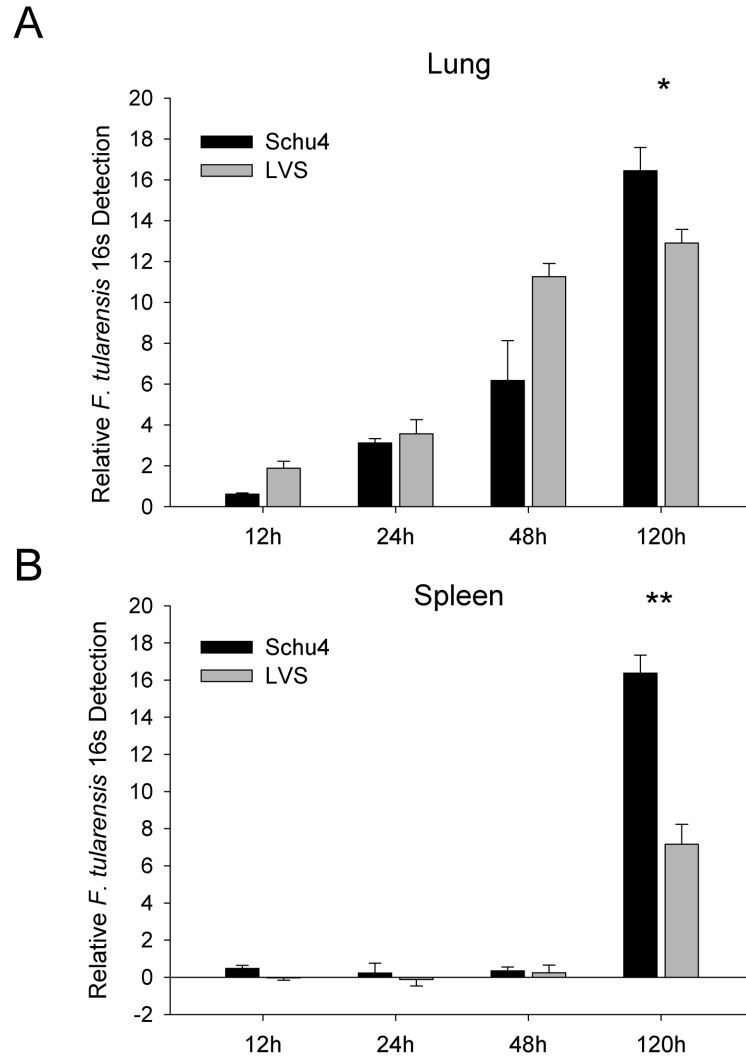 A
Lung
*
Relative F. tularensis 16s Detection
20
18
16
14
12
10
8
6
4
2
0
Schu4
LVS
12h 24h 48h 120h
B
Spleen
**
Relative F. tularensis 16s Detection
20
18
16
14
12
10
8
6
4
2
0
-2
Schu4
LVS
12h 24h 48h 120h